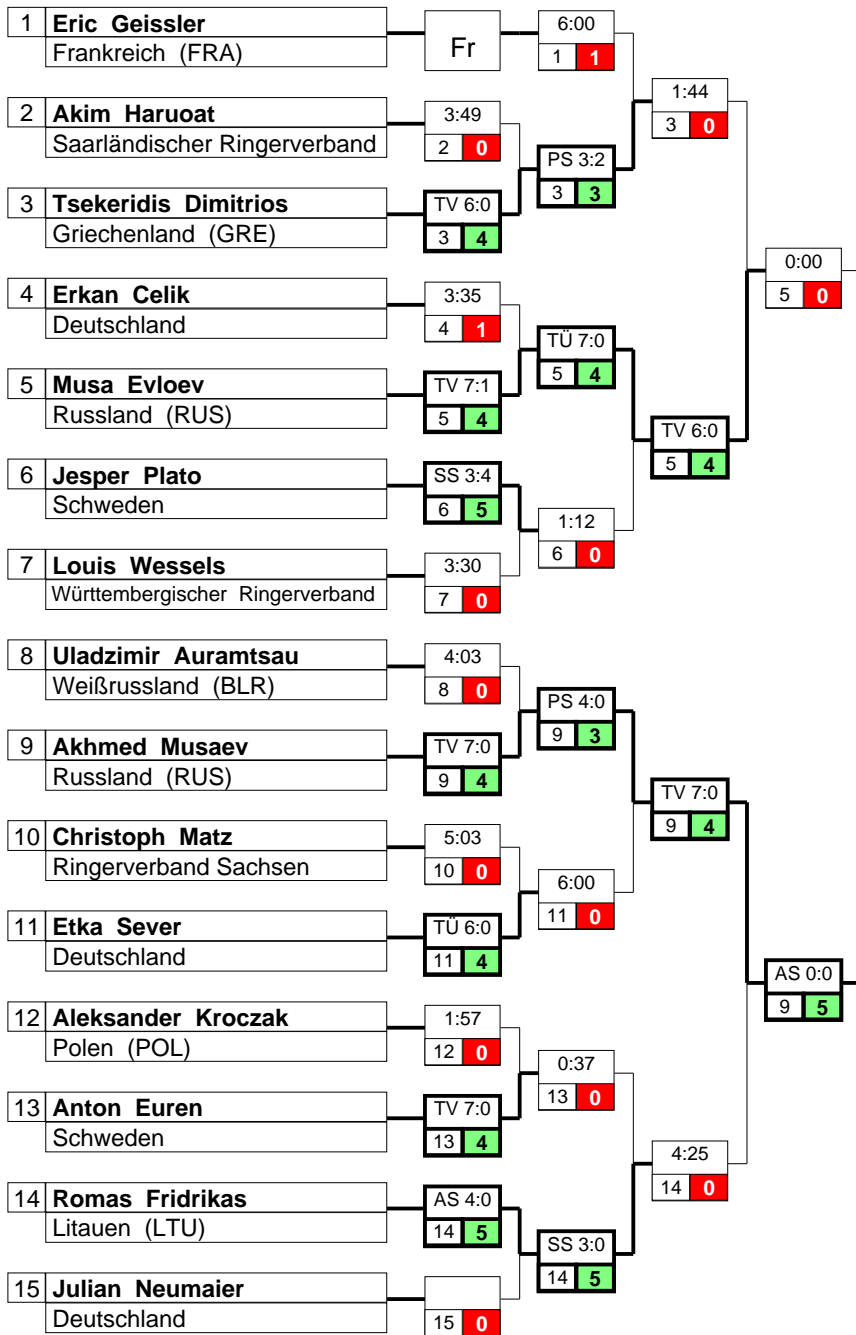 1 Eric Geissler 6:00
Frankreich (FRA) Fr 1 1
1:44
2 Akim Haruoat 3:49
3 0
Saarländischer Ringerverband 2 0
PS 3:2
3 3
3 Tsekeridis Dimitrios TV 6:0
Griechenland (GRE) 3 4
0:00
4 Erkan Celik 3:35 5 0
Deutschland 4 1
TÜ 7:0
5 4
5 Musa Evloev TV 7:1
Russland (RUS) 5 4
TV 6:0
5 4
6 Jesper Plato SS 3:4
Schweden 6 5
1:12
6 0
7 Louis Wessels 3:30
Württembergischer Ringerverband 7 0
8 Uladzimir Auramtsau 4:03
Weißrussland (BLR) 8 0
PS 4:0
9 3
9 Akhmed Musaev TV 7:0
Russland (RUS) 9 4
TV 7:0
9 4
10 Christoph Matz 5:03
Ringerverband Sachsen 10 0
6:00
11 0
11 Etka Sever TÜ 6:0
Deutschland 11 4
AS 0:0
9 5
12 Aleksander Kroczak 1:57
Polen (POL) 12 0
0:37
13 0
13 Anton Euren TV 7:0
Schweden 13 4
4:25
14 0
14 Romas Fridrikas AS 4:0
Litauen (LTU) 14 5
SS 3:0
14 5
15 Julian Neumaier
Deutschland 15 0